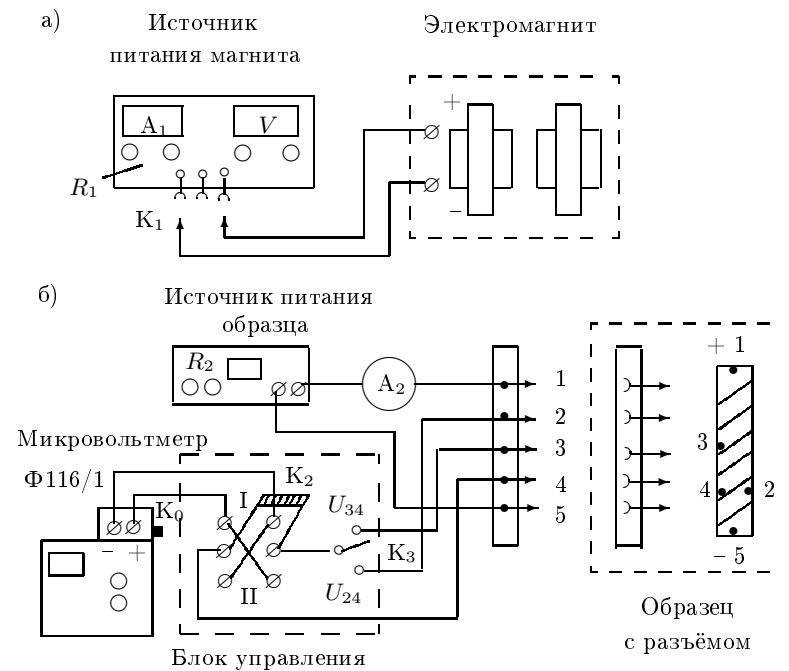 а)
Источник
питания магнита
Электромагнит
A₁
V
R₁
K₁
+
–
б)
Источник питания
образца
R₂
A₂
1
2
3
4
5
+ 1
3
4
2
– 5
Микровольтметр
Ф116/1
K₀
– +
I
K₂
U₃₄
K₃
II
U₂₄
Блок управления
Образец
с разъёмом